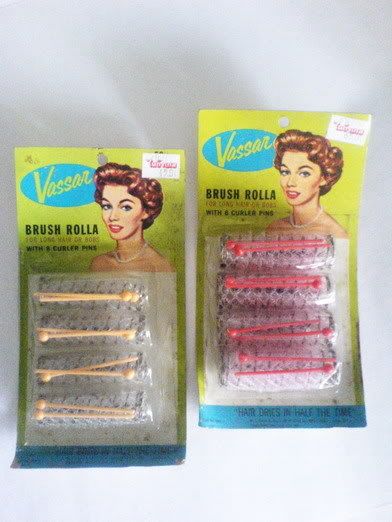 Vassar
BRUSH ROLLA
FOR LONG HAIR OR BOBS
WITH 8 CURLER PINS
"HAIR DRIES IN HALF THE TIME"
Vassar
BRUSH ROLLA
FOR LONG HAIR OR BOBS
WITH 8 CURLER PINS
"HAIR DRIES IN HALF THE TIME"